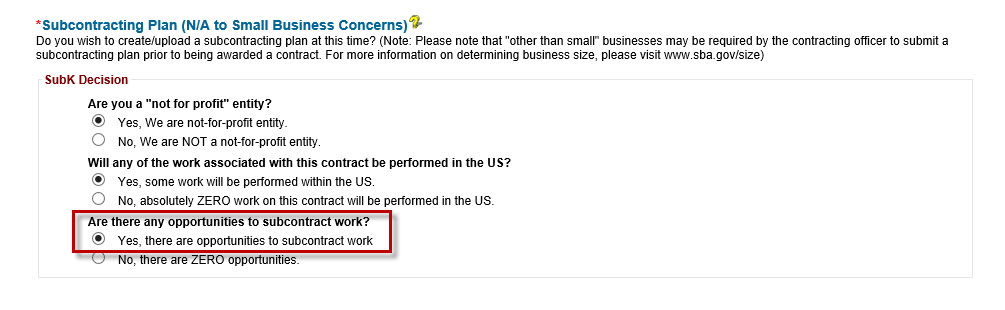 *Subcontracting Plan (N/A to Small Business Concerns)?
Do you wish to create/upload a subcontracting plan at this time? (Note: Please note that "other than small" businesses may be required by the contracting officer to submit a
subcontracting plan prior to being awarded a contract. For more information on determining business size, please visit www.sba.gov/size)
SubK Decision
Are you a "not for profit" entity?
Yes, We are not-for-profit entity.
No, We are NOT a not-for-profit entity.
Will any of the work associated with this contract be performed in the US?
Yes, some work will be performed within the US.
No, absolutely ZERO work on this contract will be performed in the US.
Are there any opportunities to subcontract work?
Yes, there are opportunities to subcontract work
No, there are ZERO opportunities.